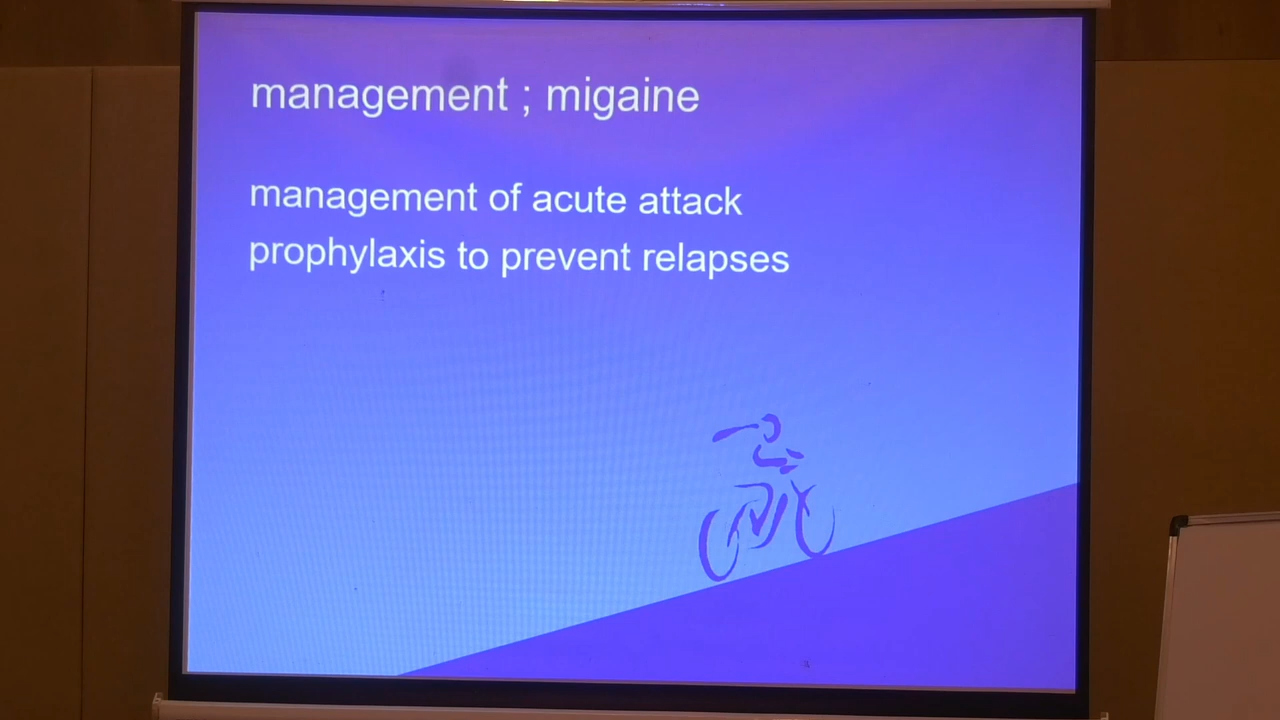 management ; migaine
management of acute attack
prophylaxis to prevent relapses